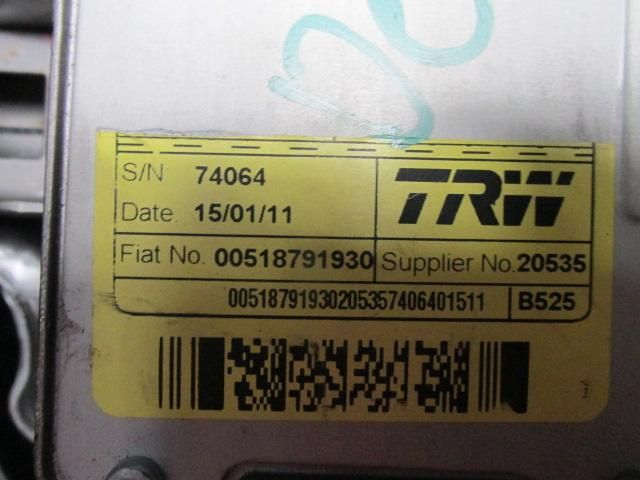 S/N 74064
TRW
Date. 15/01/11
Fiat No. 00518791930 Supplier No. 20535
00518791930205357406401511 B525